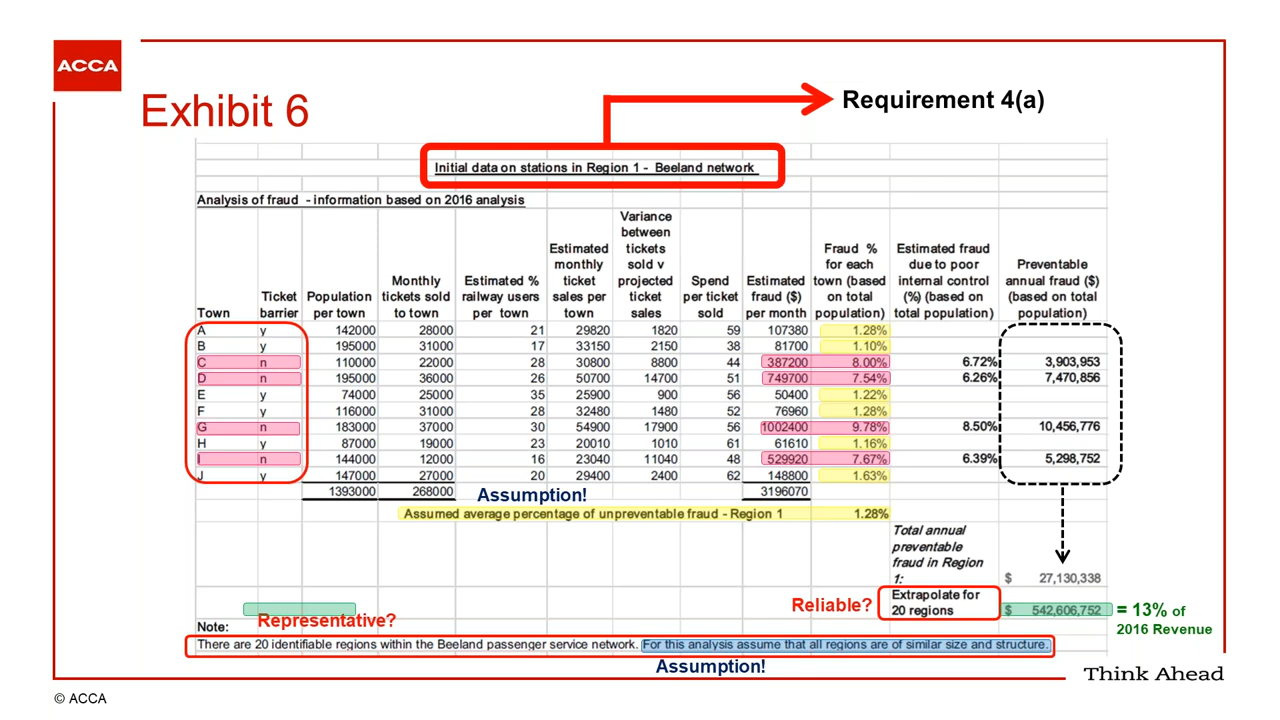 ACCA
Exhibit 6
Requirement 4(a)
Initial data on stations in Region 1 - Beeland network
Analysis of fraud - information based on 2016 analysis
Town Ticket barrier Population per town Monthly tickets sold to town Estimated % railway users per town Estimated monthly ticket sales per town Variance between tickets sold v projected ticket sales Spend per ticket sold Estimated fraud ($) per month Fraud % for each town (based on total population) Estimated fraud due to poor internal control (%) (based on total population) Preventable annual fraud ($) (based on total population)
A y 142000 28000 21 29820 1820 59 107380 1.28%
B y 195000 31000 17 33150 2150 38 81700 1.10%
C n 110000 22000 28 30800 8800 44 387200 8.00% 6.72% 3,903,953
D n 195000 36000 26 50700 14700 51 749700 7.54% 6.26% 7,470,856
E y 74000 25000 35 25900 900 56 50400 1.22%
F y 116000 31000 28 32480 1480 52 76960 1.28%
G n 183000 37000 30 54900 17900 56 1002400 9.78% 8.50% 10,456,776
H y 87000 19000 23 20010 1010 61 61610 1.16%
I n 144000 12000 16 23040 11040 48 529920 7.67% 6.39% 5,298,752
J y 147000 27000 20 29400 2400 62 148800 1.63%
1393000 268000 3196070
Assumption!
Assumed average percentage of unpreventable fraud - Region 1 1.28%
Total annual preventable fraud in Region 1: $ 27,130,338
Reliable? Extrapolate for 20 regions $ 542,606,752 = 13% of 2016 Revenue
Representative?
Note:
There are 20 identifiable regions within the Beeland passenger service network. For this analysis assume that all regions are of similar size and structure.
Assumption!
Think Ahead
© ACCA